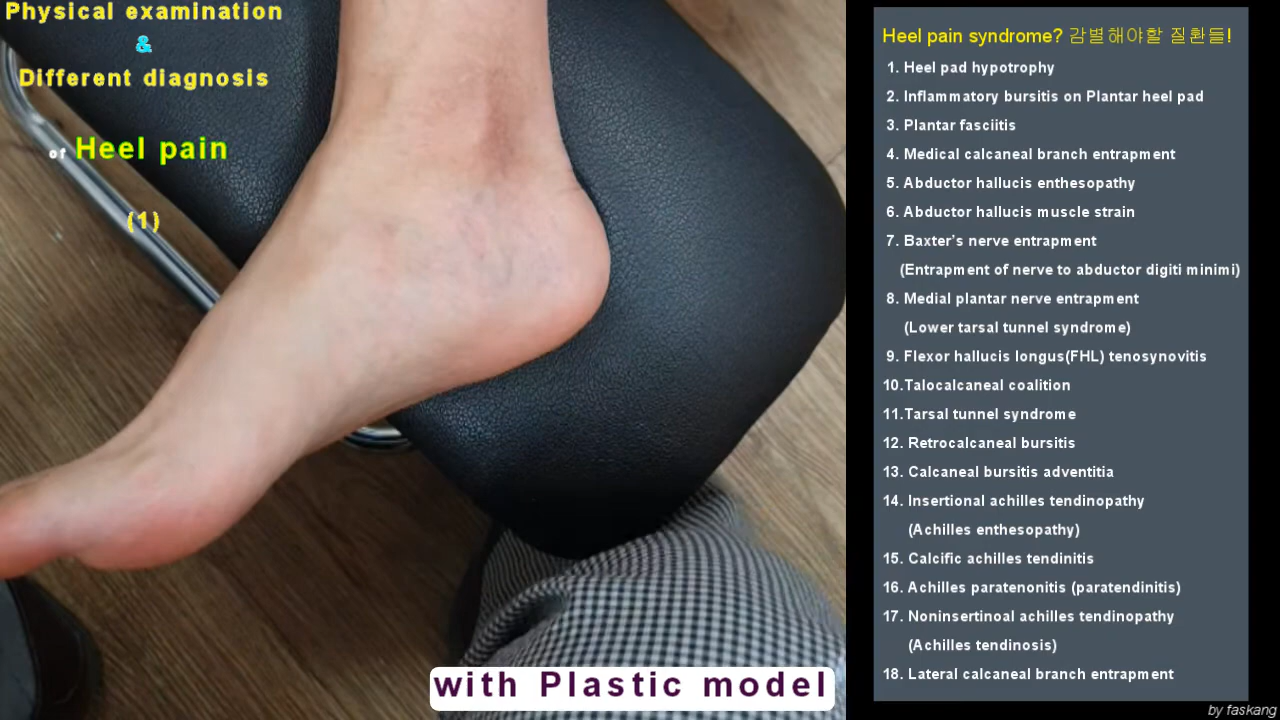 Physical examination
&
Different diagnosis
of Heel pain
(1)
with Plastic model
Heel pain syndrome? 감별해야할 질환들!
1. Heel pad hypotrophy
2. Inflammatory bursitis on Plantar heel pad
3. Plantar fasciitis
4. Medical calcaneal branch entrapment
5. Abductor hallucis enthesopathy
6. Abductor hallucis muscle strain
7. Baxter's nerve entrapment
(Entrapment of nerve to abductor digiti minimi)
8. Medial plantar nerve entrapment
(Lower tarsal tunnel syndrome)
9. Flexor hallucis longus(FHL) tenosynovitis
10.Talocalcaneal coalition
11.Tarsal tunnel syndrome
12. Retrocalcaneal bursitis
13. Calcaneal bursitis adventitia
14. Insertional achilles tendinopathy
(Achilles enthesopathy)
15. Calcific achilles tendinitis
16. Achilles paratenonitis (paratendinitis)
17. Noninsertinoal achilles tendinopathy
(Achilles tendinosis)
18. Lateral calcaneal branch entrapment
by faskang